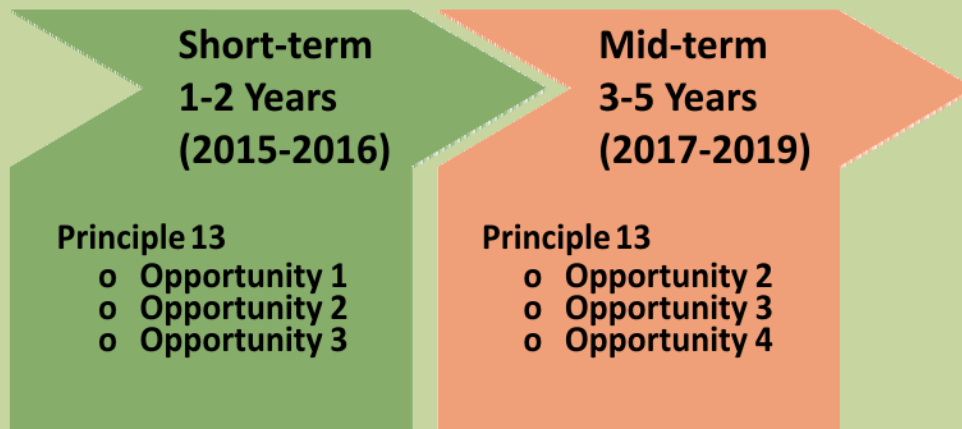 Short-term
1-2 Years
(2015-2016)
Principle 13
o Opportunity 1
o Opportunity 2
o Opportunity 3
Mid-term
3-5 Years
(2017-2019)
Principle 13
o Opportunity 2
o Opportunity 3
o Opportunity 4